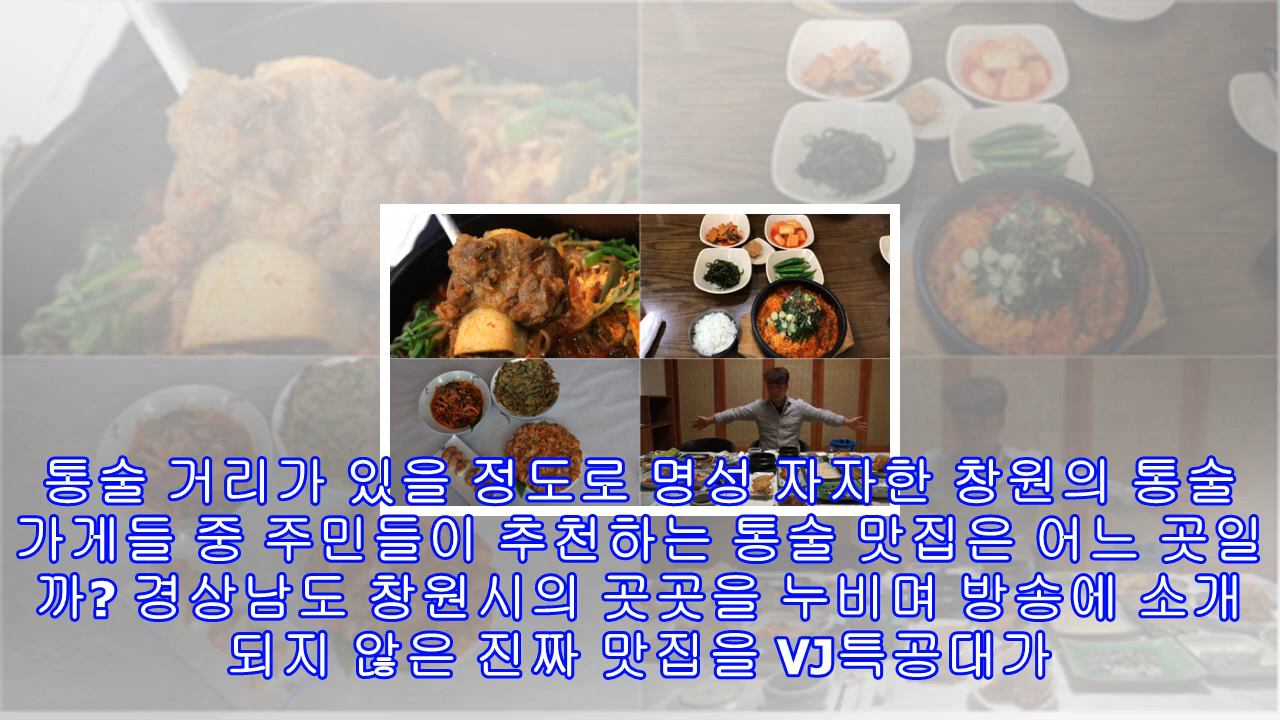 통술 거리가 있을 정도로 명성 자자한 창원의 통술
가게들 중 주민들이 추천하는 통술 맛집은 어느 곳일
까? 경상남도 창원시의 곳곳을 누비며 방송에 소개
되지 않은 진짜 맛집을 VJ특공대가